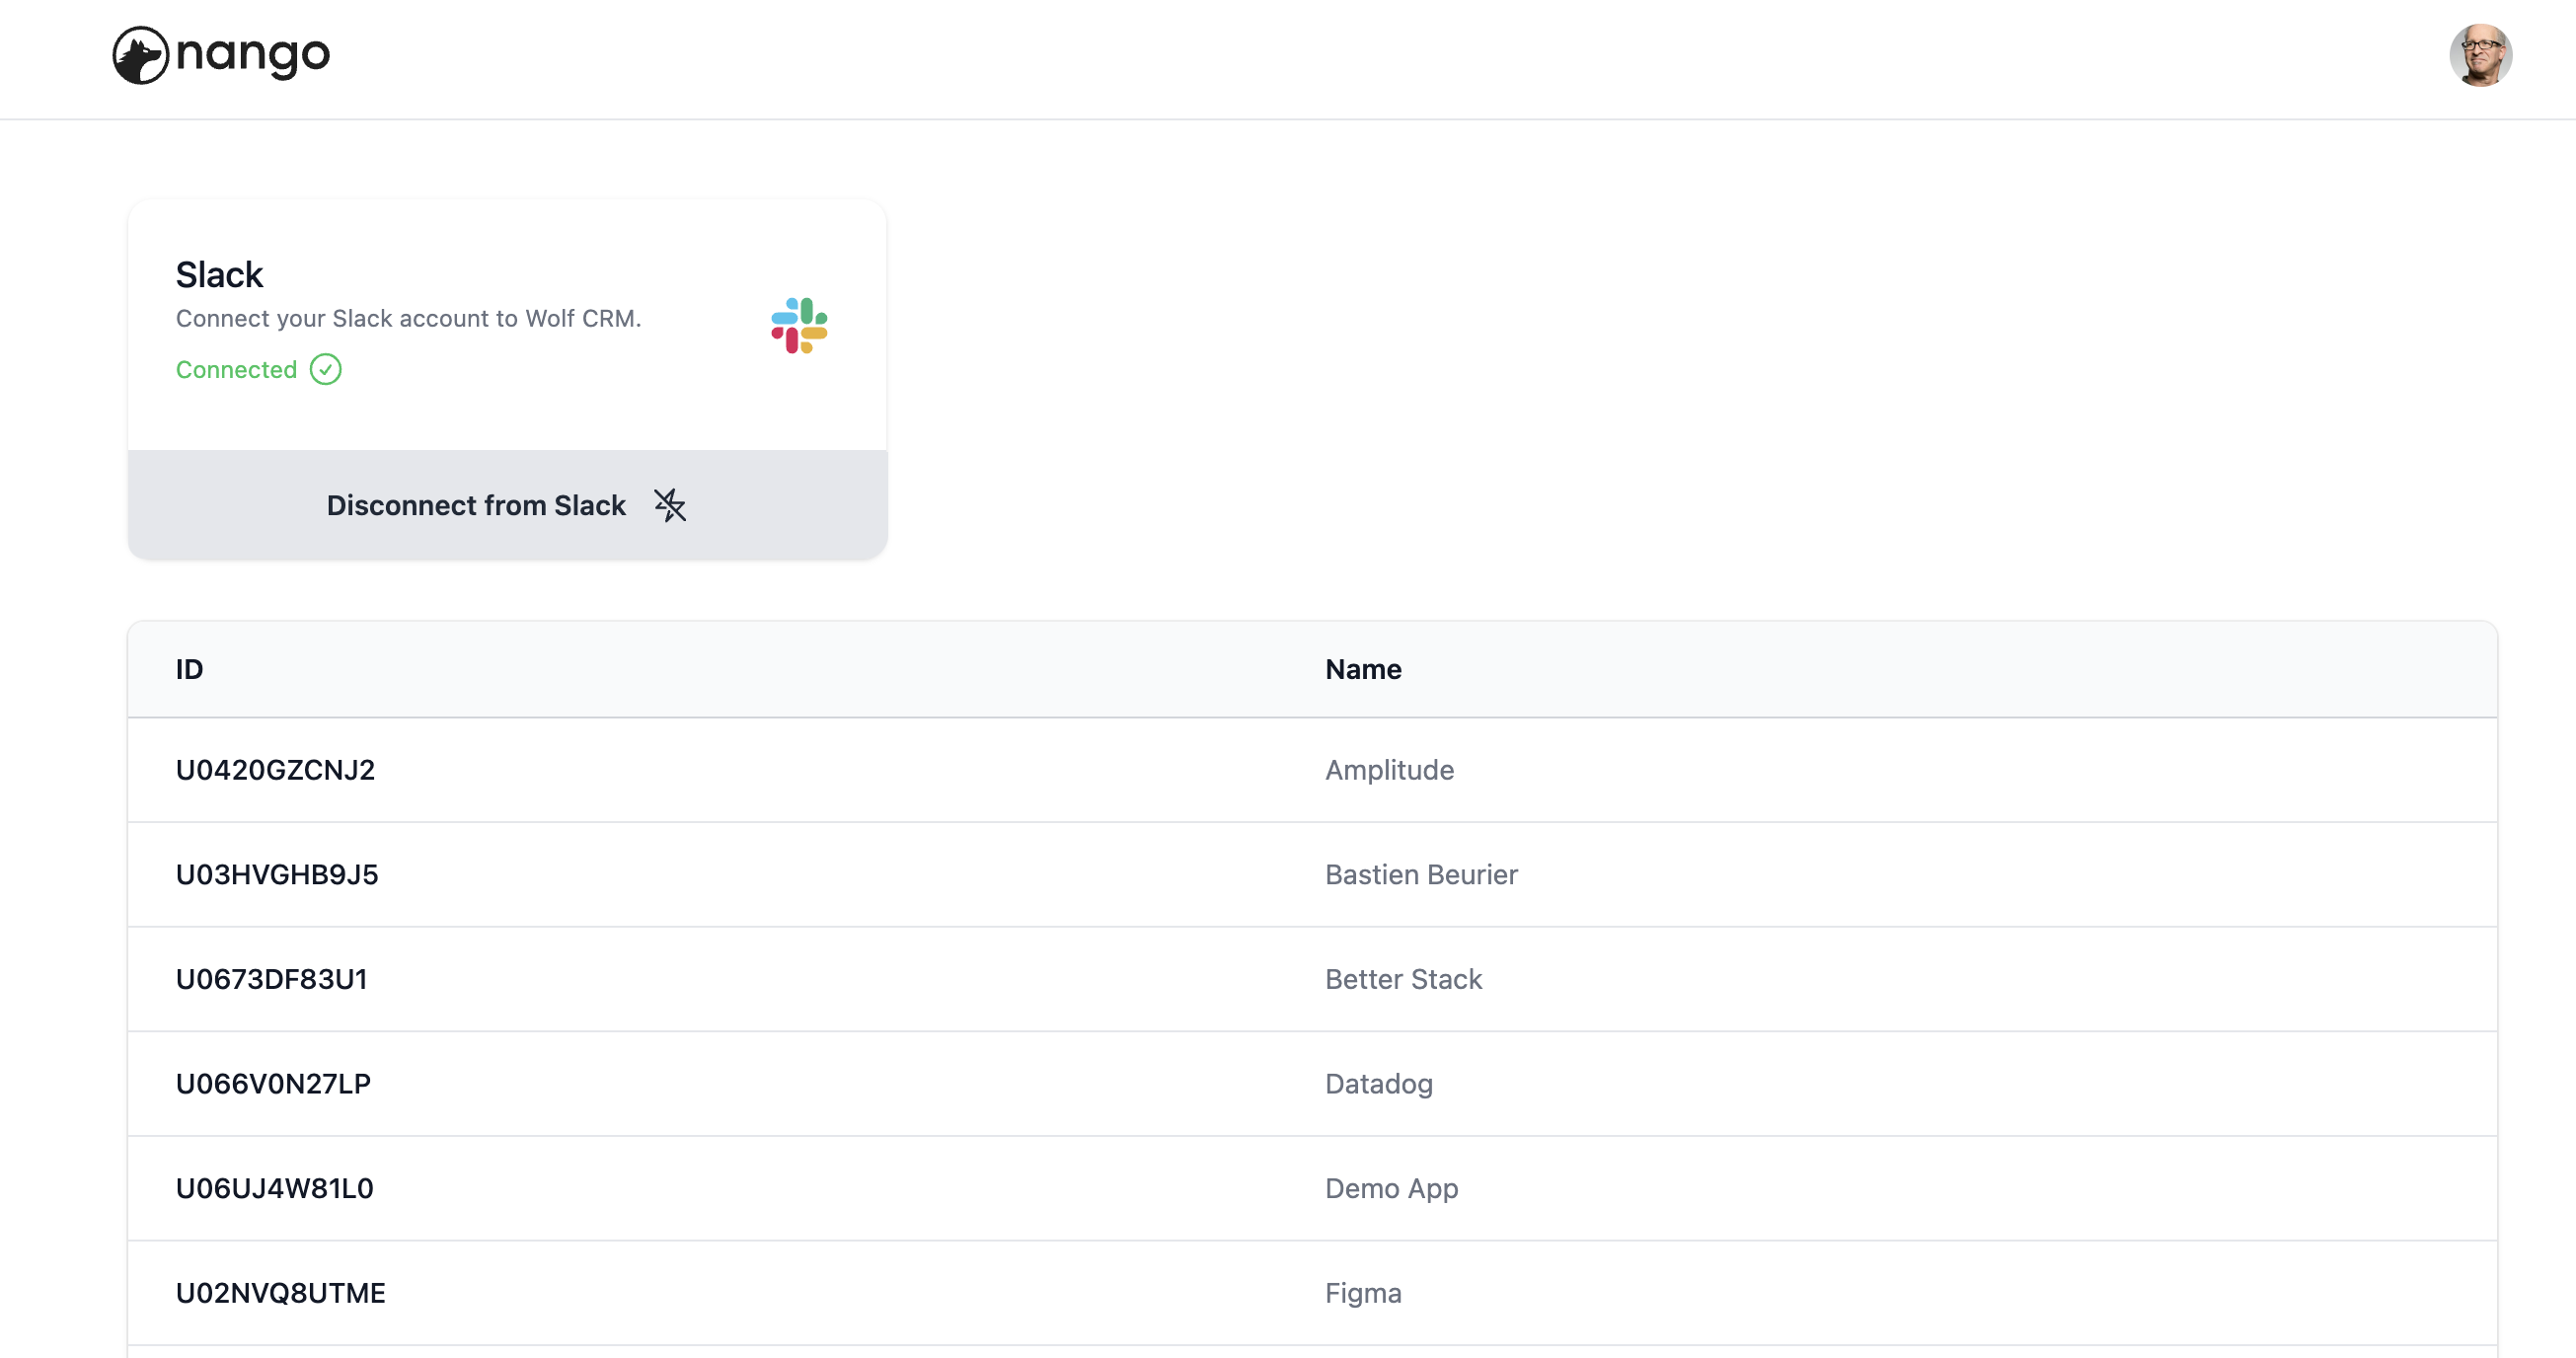 nango
Slack
Connect your Slack account to Wolf CRM.
Connected
Disconnect from Slack
ID Name
U0420GZCNJ2 Amplitude
U03HVGHB9J5 Bastien Beurier
U0673DF83U1 Better Stack
U066V0N27LP Datadog
U06UJ4W81L0 Demo App
U02NVQ8UTME Figma